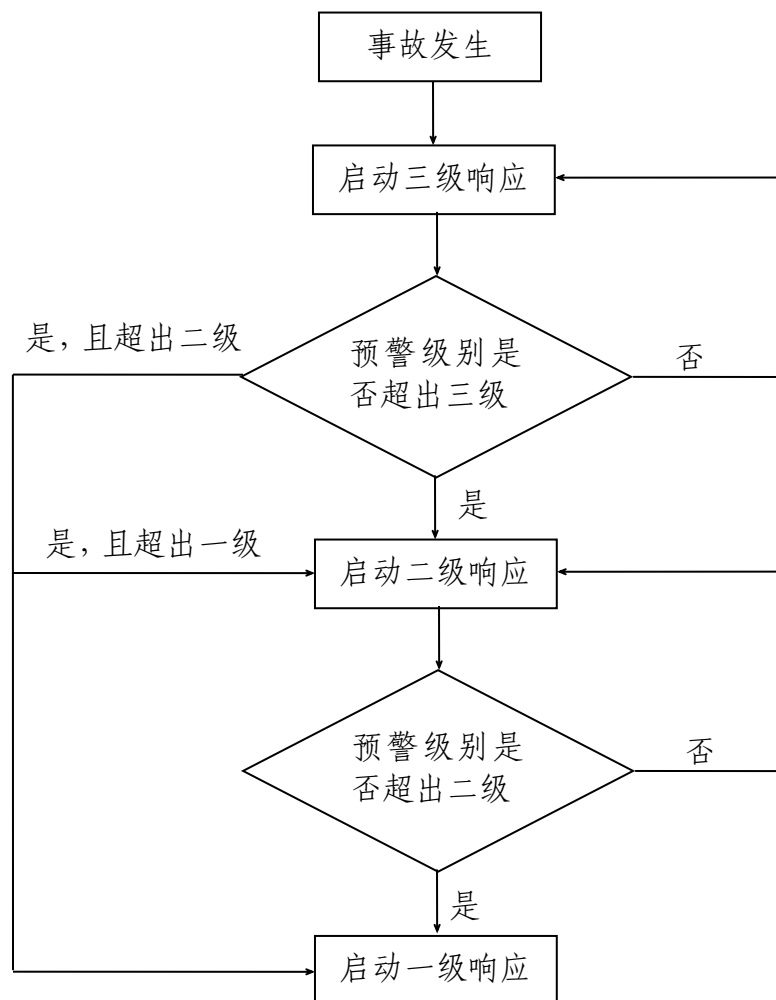 事故发生
启动三级响应
是，且超出二级
预警级别是
否超出三级
否
是
是，且超出一级
启动二级响应
预警级别是
否超出二级
否
是
启动一级响应